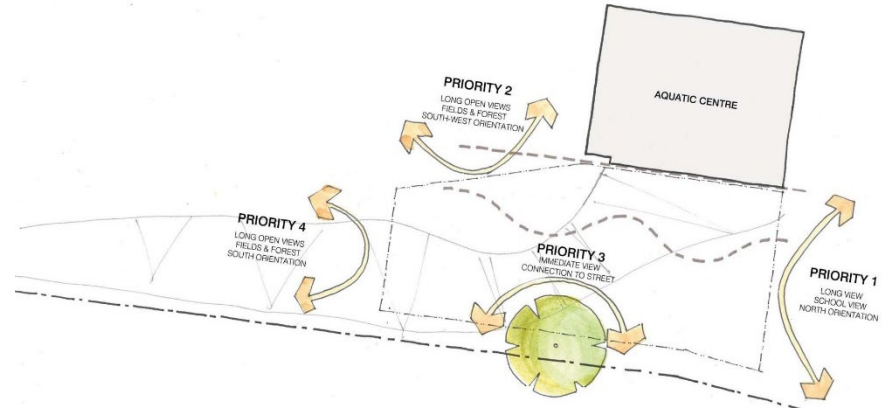 AQUATIC CENTRE
PRIORITY 2
LONG OPEN VIEWS
FIELDS & FOREST
SOUTH-WEST ORIENTATION
PRIORITY 4
LONG OPEN VIEWS
FIELDS & FOREST
SOUTH ORIENTATION
PRIORITY 3
IMMEDIATE VIEW
CONNECTION TO STREET
PRIORITY 1
LONG VIEW
SCHOOL VIEW
NORTH ORIENTATION